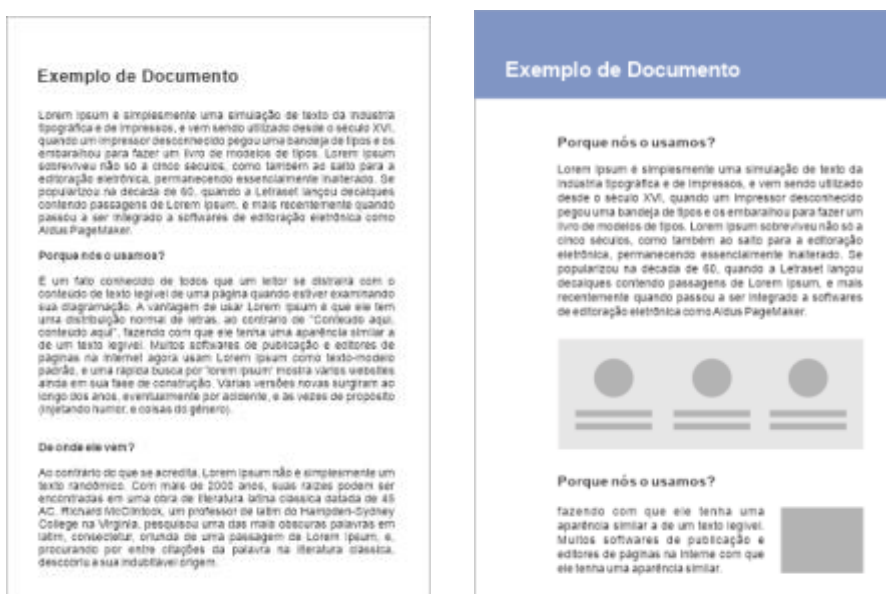 Exemplo de Documento
Lorem Ipsum é simplesmente uma simulação de texto da indústria
tipográfica e de impressos, e vem sendo utilizado desde o século XVI,
quando um impressor desconhecido pegou uma bandeja de tipos e os
embaralhou para fazer um livro de modelos de tipos. Lorem Ipsum
sobreviveu não só a cinco séculos, como também ao salto para a
editoração eletrônica, permanecendo essencialmente inalterado. Se
popularizou na década de 60, quando a Letraset lançou decalques
contendo passagens de Lorem Ipsum, e mais recentemente quando
passou a ser integrado a softwares de editoração eletrônica como
Aldus PageMaker.
Porque nós o usamos?
É um fato conhecido de todos que um leitor se distrairá com o
conteúdo de texto legível de uma página quando estiver examinando
sua diagramação. A vantagem de usar Lorem Ipsum é que ele tem
uma distribuição normal de letras, ao contrário de "Conteúdo aqui,
conteúdo aqui", fazendo com que ele tenha uma aparência similar a
de um texto legível. Muitos softwares de publicação e editores de
páginas na internet agora usam Lorem Ipsum como texto-modelo
padrão, e uma rápida busca por 'lorem ipsum' mostra vários websites
ainda em sua fase de construção. Várias versões novas surgiram ao
longo dos anos, eventualmente por acidente, e às vezes de propósito
(injetando humor, e coisas do gênero).
De onde ele vem?
Ao contrário do que se acredita, Lorem Ipsum não é simplesmente um
texto randômico. Com mais de 2000 anos, suas raízes podem ser
encontradas em uma obra de literatura latina clássica datada de 45
AC. Richard McClintock, um professor de latim do Hampden-Sydney
College na Virginia, pesquisou uma das mais obscuras palavras em
latim, consectetur, oriunda de uma passagem de Lorem Ipsum, e,
procurando por entre citações da palavra na literatura clássica,
descobriu a sua indubitável origem.
Exemplo de Documento
Porque nós o usamos?
Lorem Ipsum é simplesmente uma simulação de texto da
indústria tipográfica e de impressos, e vem sendo utilizado
desde o século XVI, quando um impressor desconhecido
pegou uma bandeja de tipos e os embaralhou para fazer um
livro de modelos de tipos. Lorem Ipsum sobreviveu não só a
cinco séculos, como também ao salto para a editoração
eletrônica, permanecendo essencialmente inalterado. Se
popularizou na década de 60, quando a Letraset lançou
decalques contendo passagens de Lorem Ipsum, e mais
recentemente quando passou a ser integrado a softwares
de editoração eletrônica como Aldus PageMaker.
Porque nós o usamos?
fazendo com que ele tenha uma
aparência similar a de um texto legível.
Muitos softwares de publicação e
editores de páginas na Interne com que
ele tenha uma aparência similar.